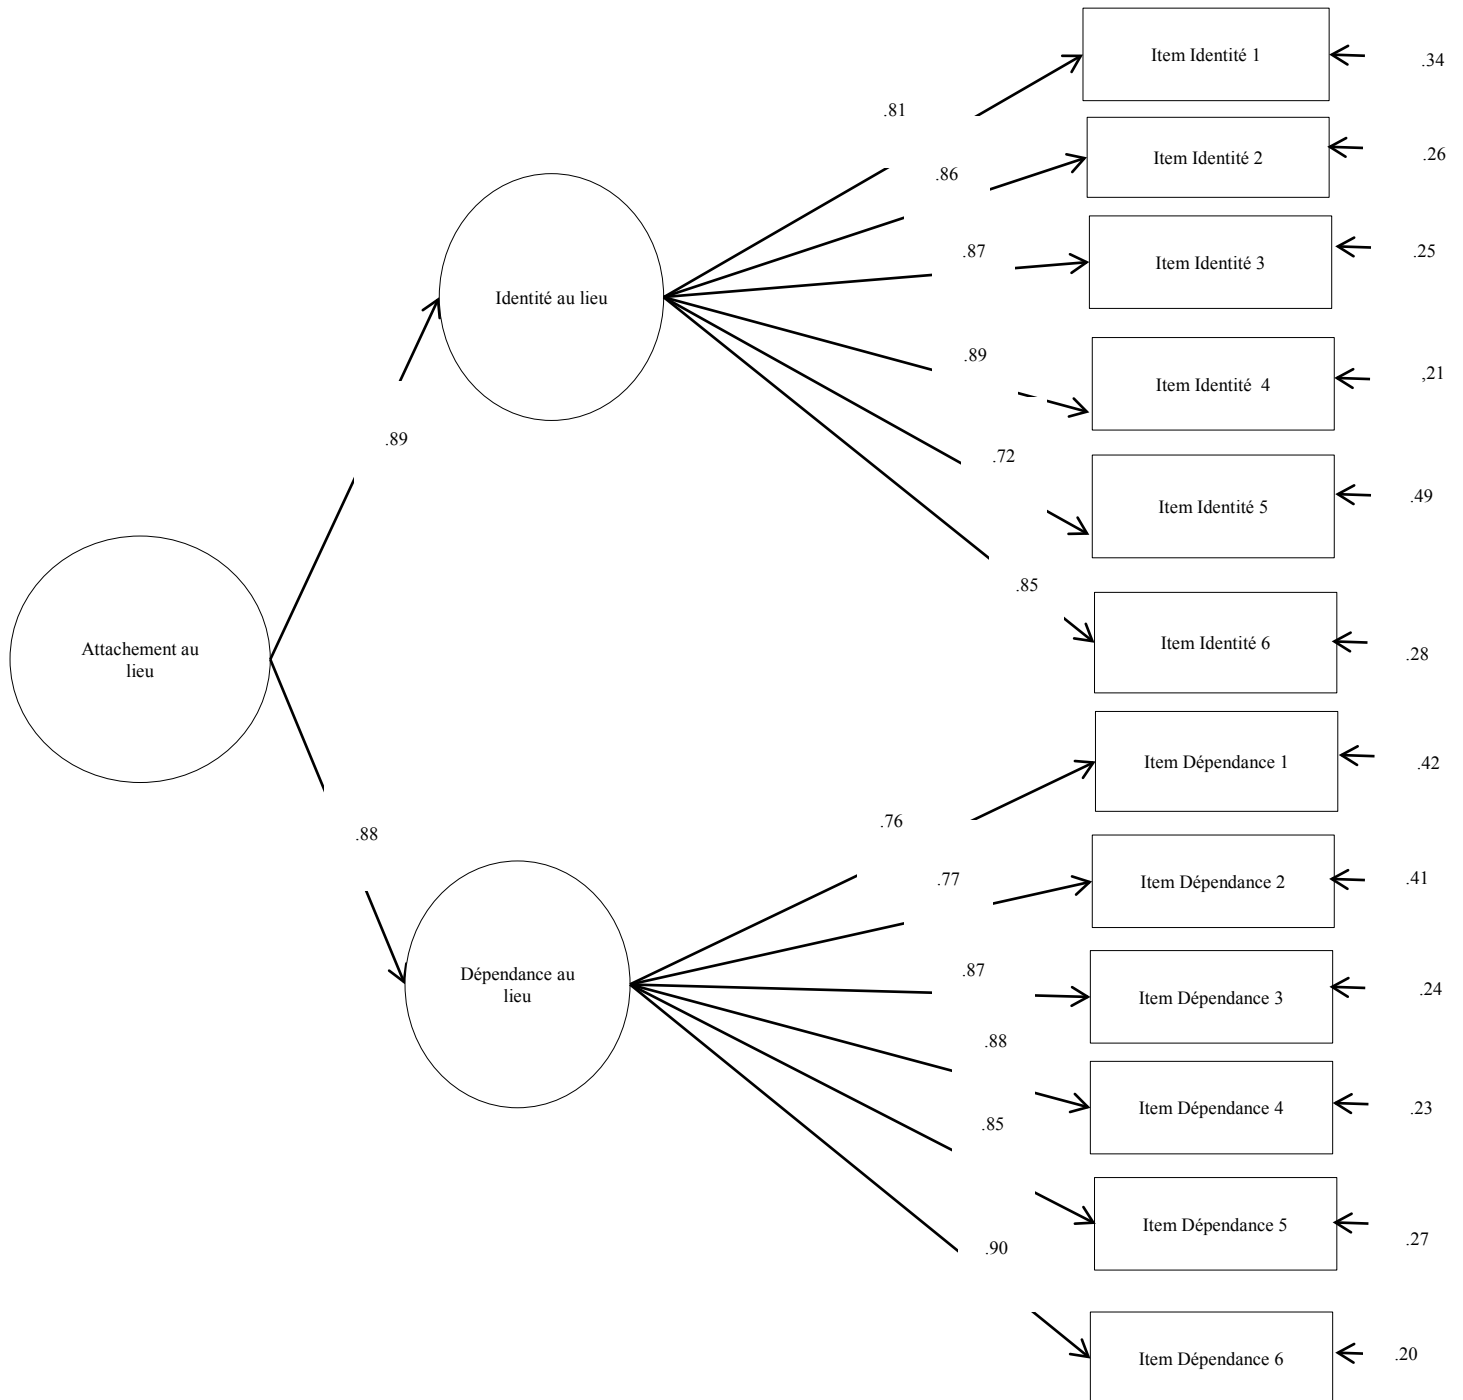 Item Identité 1
.34
.81
Item Identité 2
.26
.86
Item Identité 3
.25
.87
Identité au lieu
.89
Item Identité  4
,21
.89
.72
Item Identité 5
.49
.85
Item Identité 6
.28
Attachement au
lieu
Item Dépendance 1
.42
.76
.88
.77
Item Dépendance 2
.41
Dépendance au
lieu
.87
Item Dépendance 3
.24
.88
Item Dépendance 4
.23
.85
Item Dépendance 5
.27
.90
Item Dépendance 6
.20